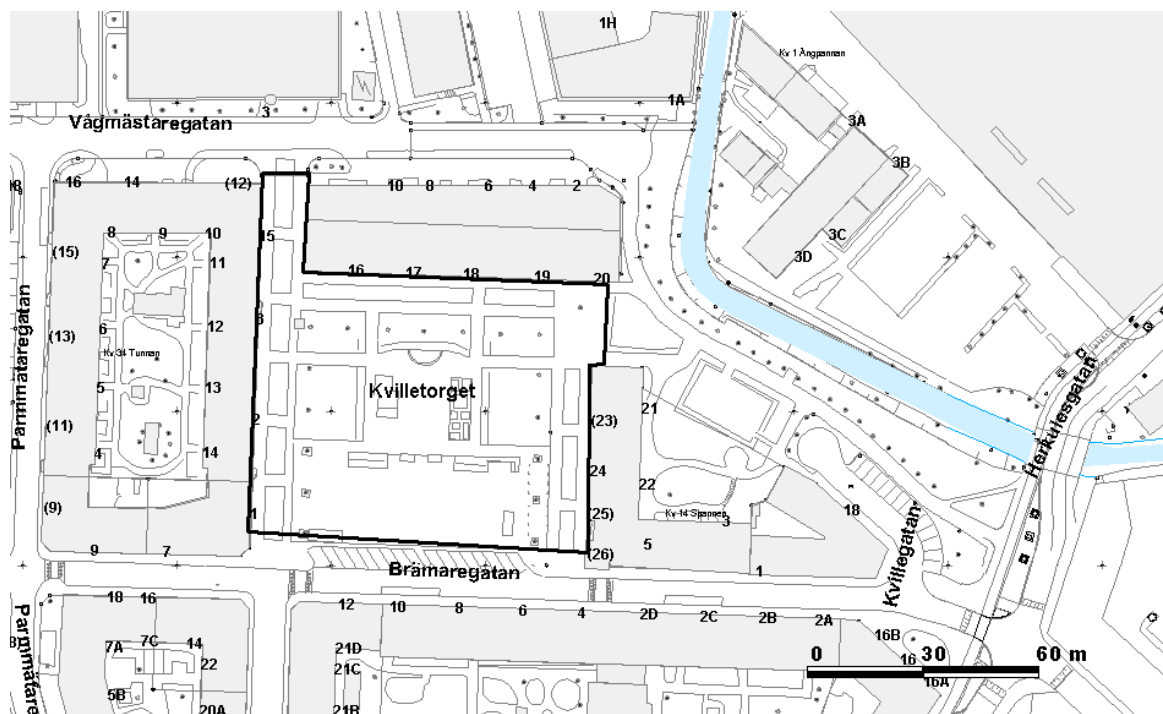 1H
Kv 1 Ångpannan
1A
3
Vågmästaregatan
3A
3B
18
16
14
(12)
10
8
6
4
2
8
9
10
15
3C
3D
(15)
7
11
16
17
18
19
20
Parmmätaregatan
(13)
6
12
3
Kv 34 Tunnan
5
13
Kvilletorget
Herkulesgatan
(11)
2
(23)
21
4
14
24
22
(9)
1
(25)
Kv 14 Spannen
3
18
Kvillegatan
9
7
(26)
5
Brämaregatan
1
18
16
12
10
8
6
4
2D
2C
2B
2A
16B
7A
7C
14
21D
22
21C
16
0
30
60 m
16A
5B
20A
21B